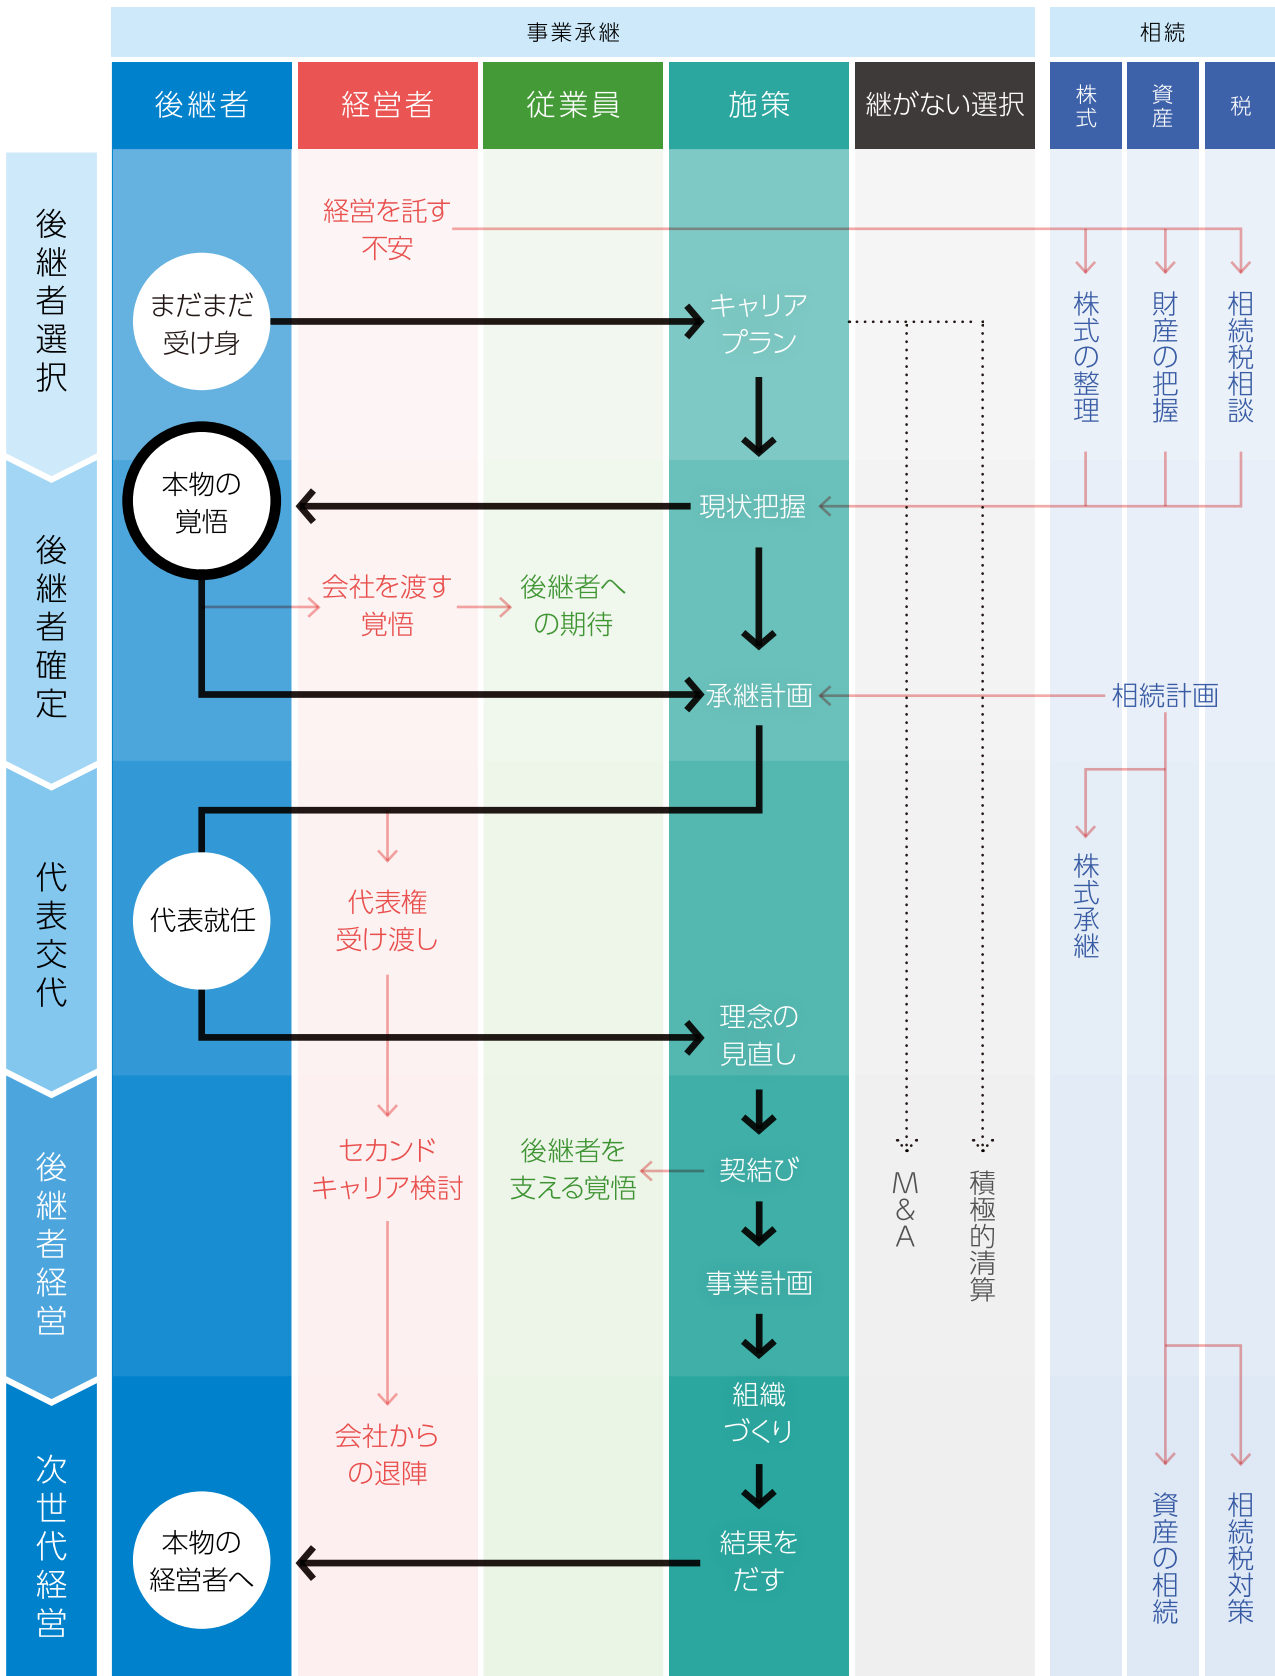 事業承継
相続
後継者
経営者
従業員
施策
継がない選択
株式
資産
税
後継者選択
経営を託す
不安
まだまだ
受け身
キャリア
プラン
株式の整理
財産の把握
相続税相談
後継者確定
本物の
覚悟
現状把握
会社を渡す
覚悟
後継者へ
の期待
承継計画
相続計画
代表交代
代表就任
代表権
受け渡し
株式承継
理念の
見直し
後継者経営
セカンド
キャリア検討
後継者を
支える覚悟
契結び
M&A
積極的清算
事業計画
組織
づくり
次世代経営
会社から
の退陣
本物の
経営者へ
結果を
だす
資産の相続
相続税対策